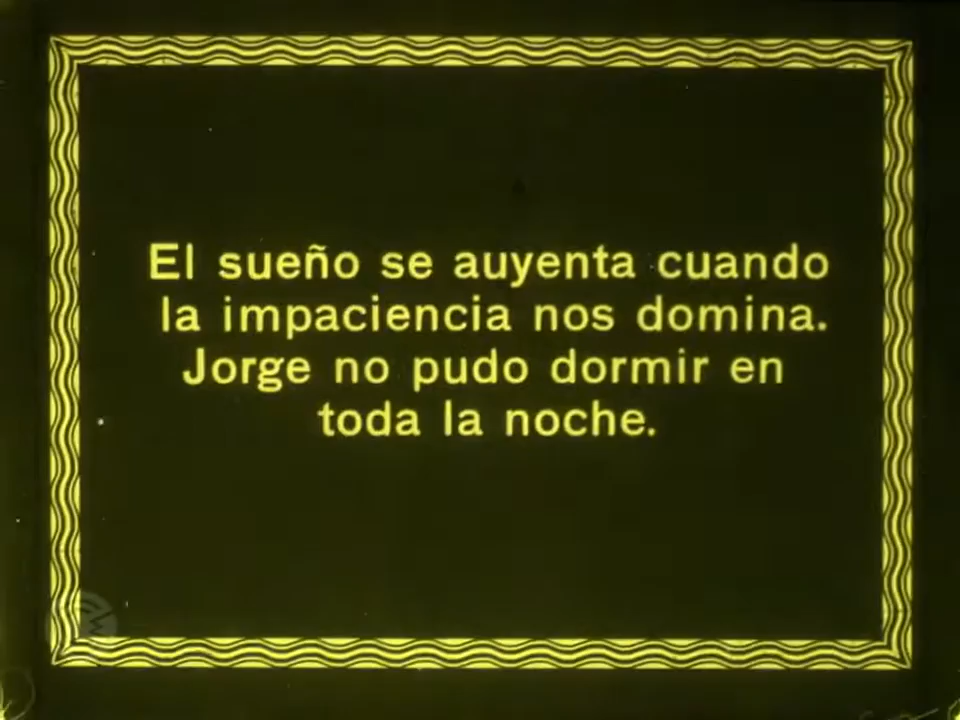 El sueño se auyenta cuando
la impaciencia nos domina.
Jorge no pudo dormir en
toda la noche.